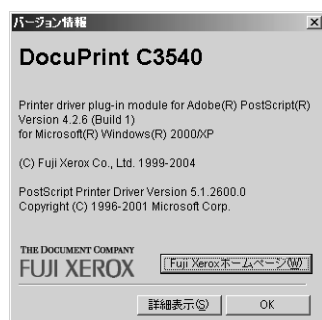 バージョン情報
DocuPrint C3540
Printer driver plug-in module for Adobe(R) PostScript(R)
Version 4.2.6 (Build 1)
for Microsoft(R) Windows(R) 2000/XP
(C) Fuji Xerox Co., Ltd. 1999-2004
PostScript Printer Driver Version 5.1.2600.0
Copyright (C) 1996-2001 Microsoft Corp.
THE DOCUMENT COMPANY
FUJI XEROX
Fuji Xeroxホームページ(W)
詳細表示(S)
OK